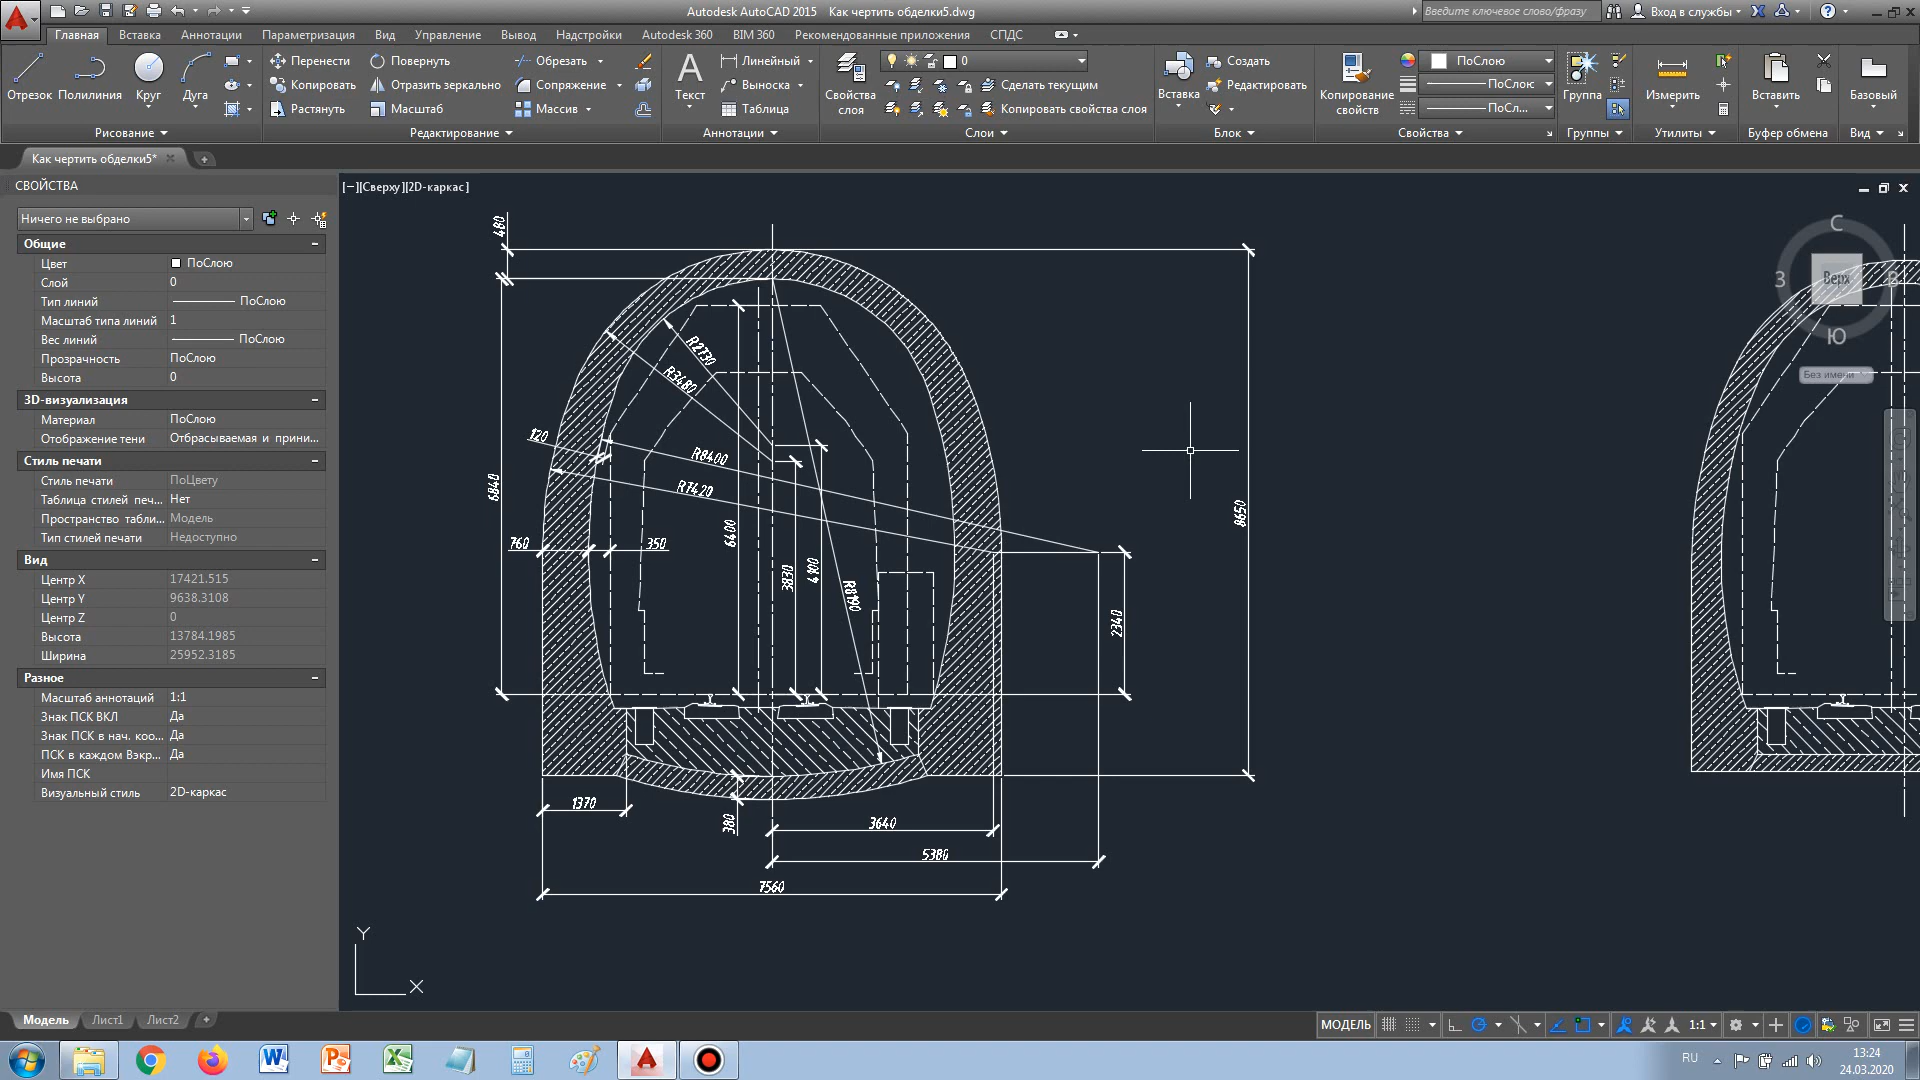 Autodesk AutoCAD 2015 Как чертить обделки5.dwg
Введите ключевое слово/фразу
Вход в службы
Главная Вставка Аннотации Параметризация Вид Управление Вывод Надстройки Autodesk 360 BIM 360 Рекомендованные приложения СПДС
Отрезок Полилиния Круг Дуга
Рисование
Перенести Повернуть Обрезать
Копировать Отразить зеркально Сопряжение
Растянуть Масштаб Массив
Редактирование
Текст
Линейный
Выноска
Таблица
Аннотации
Свойства слоя
0
Сделать текущим
Копировать свойства слоя
Слои
Вставка
Создать
Редактировать
Блок
Копирование свойств
ПоСлою
ПоСлок
ПоСл...
Свойства
Группа
Группы
Измерить
Утилиты
Вставить
Буфер обмена
Базовый
Вид
Как чертить обделки5*
СВОЙСТВА
Ничего не выбрано
Общие
Цвет ПоСлою
Слой 0
Тип линий ПоСлою
Масштаб типа линий 1
Вес линий ПоСлою
Прозрачность ПоСлою
Высота 0
3D-визуализация
Материал ПоСлою
Отображение тени Отбрасываемая и прини...
Стиль печати
Стиль печати ПоЦвету
Таблица стилей печ... Нет
Пространство табли... Модель
Тип стилей печати Недоступно
Вид
Центр X 17421.515
Центр Y 9638.3108
Центр Z 0
Высота 13784.1985
Ширина 25952.3185
Разное
Масштаб аннотаций 1:1
Знак ПСК ВКЛ Да
Знак ПСК в нач. коо... Да
ПСК в каждом Вэкр... Да
Имя ПСК
Визуальный стиль 2D-каркас
[−][Сверху][2D-каркас]
480
R2730
R3480
120
R8400
R7420
6840
760
350
6400
3830
4100
R8190
2340
8650
1370
380
3640
5380
7560
Y
X
С
З
Верх
В
Ю
Без имени
Модель Лист1 Лист2
МОДЕЛЬ
1:1
RU
13:24
24.03.2020